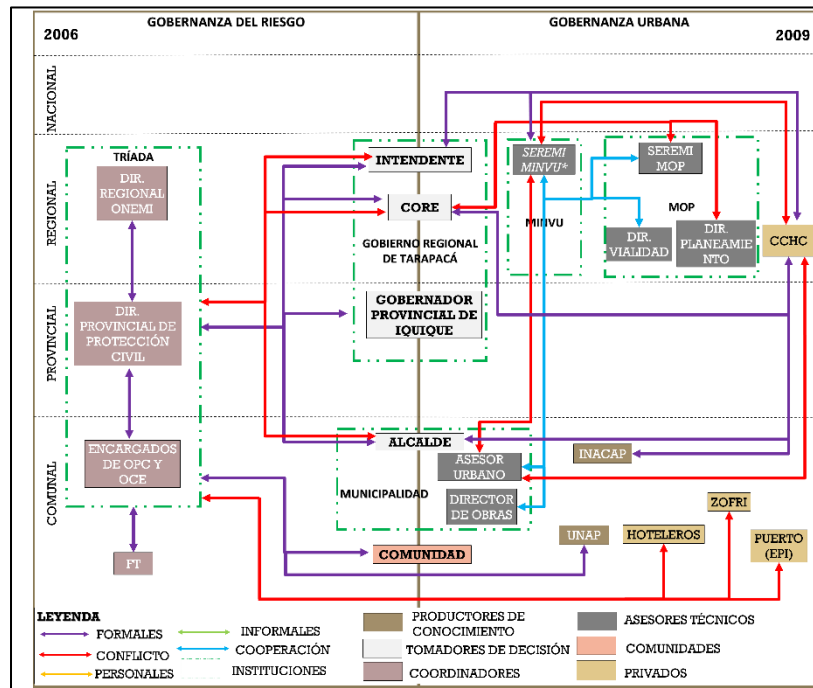 GOBERNANZA DEL RIESGO
GOBERNANZA URBANA
2006
2009
NACIONAL
REGIONAL
PROVINCIAL
COMUNAL
TRÍADA
DIR.
REGIONAL
ONEMI
DIR.
PROVINCIAL DE
PROTECCIÓN
CIVIL
ENCARGADOS
DE OPC Y
OCE
FT
INTENDENTE
CORE
GOBIERNO REGIONAL
DE TARAPACÁ
GOBERNADOR
PROVINCIAL DE
IQUIQUE
ALCALDE
ASESOR
URBANO
MUNICIPALIDAD
DIRECTOR
DE OBRAS
COMUNIDAD
SEREMI
MINVU*
MINVU
SEREMI
MOP
MOP
DIR.
VIALIDAD
DIR.
PLANEAMIE
NTO
CCHC
INACAP
UNAP
HOTELEROS
ZOFRI
PUERTO
(EPI)
LEYENDA
FORMALES
CONFLICTO
PERSONALES
INFORMALES
COOPERACIÓN
INSTITUCIONES
PRODUCTORES DE
CONOCIMIENTO
TOMADORES DE DECISIÓN
COORDINADORES
ASESORES TÉCNICOS
COMUNIDADES
PRIVADOS